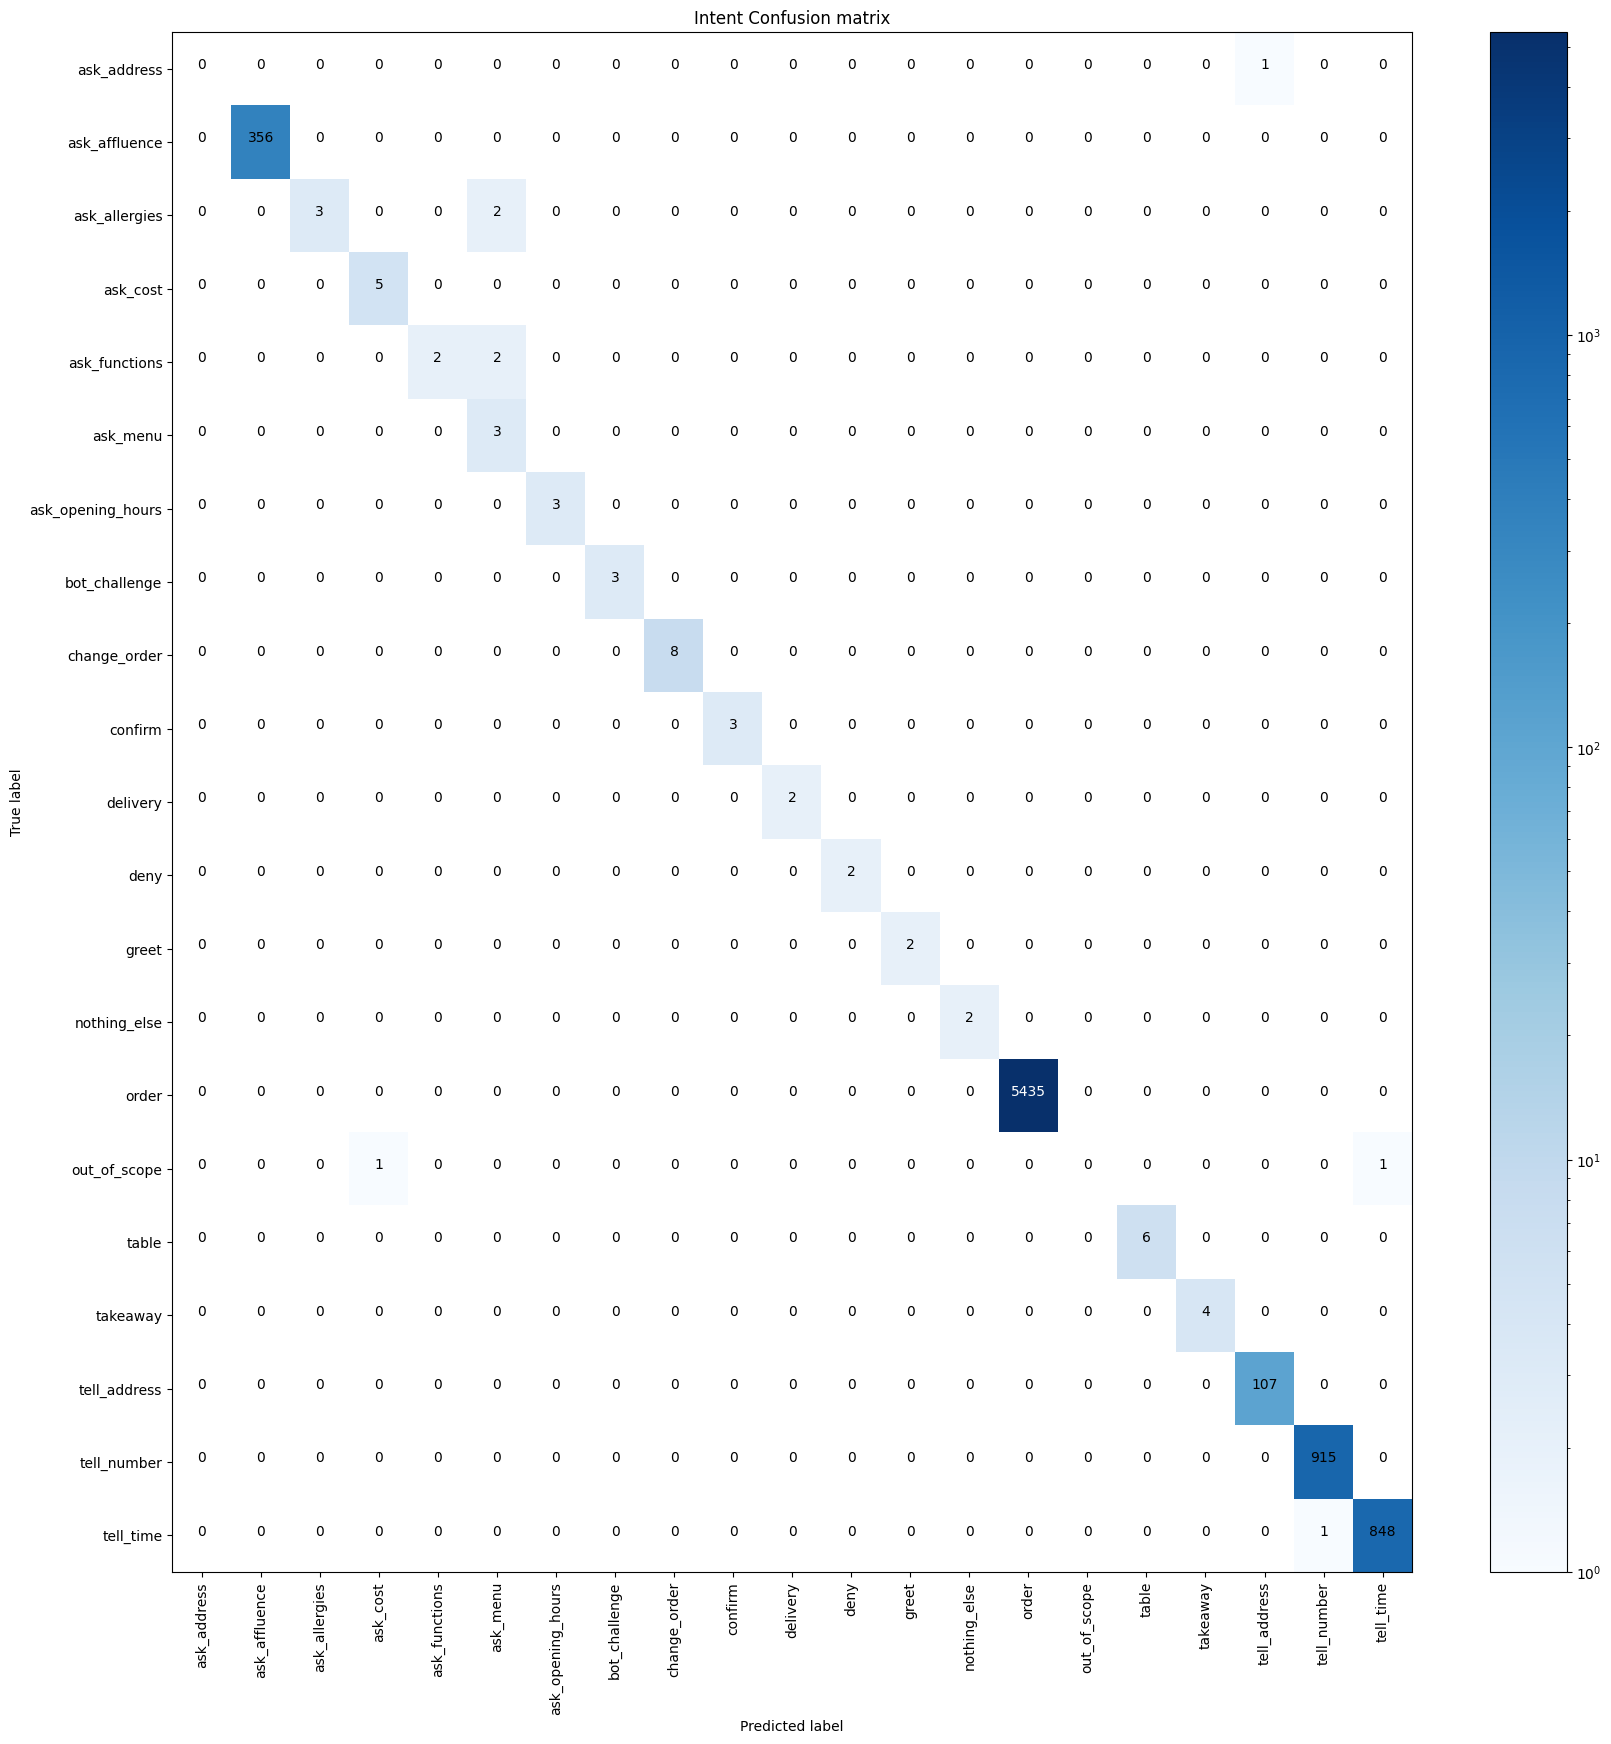 Intent Confusion matrix
True label
ask_address 0 0 0 0 0 0 0 0 0 0 0 0 0 0 0 0 0 0 1 0 0
ask_affluence 0 356 0 0 0 0 0 0 0 0 0 0 0 0 0 0 0 0 0 0 0
ask_allergies 0 0 3 0 0 2 0 0 0 0 0 0 0 0 0 0 0 0 0 0 0
ask_cost 0 0 0 5 0 0 0 0 0 0 0 0 0 0 0 0 0 0 0 0 0
ask_functions 0 0 0 0 2 2 0 0 0 0 0 0 0 0 0 0 0 0 0 0 0
ask_menu 0 0 0 0 0 3 0 0 0 0 0 0 0 0 0 0 0 0 0 0 0
ask_opening_hours 0 0 0 0 0 0 3 0 0 0 0 0 0 0 0 0 0 0 0 0 0
bot_challenge 0 0 0 0 0 0 0 3 0 0 0 0 0 0 0 0 0 0 0 0 0
change_order 0 0 0 0 0 0 0 0 8 0 0 0 0 0 0 0 0 0 0 0 0
confirm 0 0 0 0 0 0 0 0 0 3 0 0 0 0 0 0 0 0 0 0 0
delivery 0 0 0 0 0 0 0 0 0 0 2 0 0 0 0 0 0 0 0 0 0
deny 0 0 0 0 0 0 0 0 0 0 0 2 0 0 0 0 0 0 0 0 0
greet 0 0 0 0 0 0 0 0 0 0 0 0 2 0 0 0 0 0 0 0 0
nothing_else 0 0 0 0 0 0 0 0 0 0 0 0 0 2 0 0 0 0 0 0 0
order 0 0 0 0 0 0 0 0 0 0 0 0 0 0 5435 0 0 0 0 0 0
out_of_scope 0 0 0 1 0 0 0 0 0 0 0 0 0 0 0 0 0 0 0 0 1
table 0 0 0 0 0 0 0 0 0 0 0 0 0 0 0 0 6 0 0 0 0
takeaway 0 0 0 0 0 0 0 0 0 0 0 0 0 0 0 0 0 4 0 0 0
tell_address 0 0 0 0 0 0 0 0 0 0 0 0 0 0 0 0 0 0 107 0 0
tell_number 0 0 0 0 0 0 0 0 0 0 0 0 0 0 0 0 0 0 0 915 0
tell_time 0 0 0 0 0 0 0 0 0 0 0 0 0 0 0 0 0 0 0 1 848
ask_address
ask_affluence
ask_allergies
ask_cost
ask_functions
ask_menu
ask_opening_hours
bot_challenge
change_order
confirm
delivery
deny
greet
nothing_else
order
out_of_scope
table
takeaway
tell_address
tell_number
tell_time
Predicted label
10³
10²
10¹
10⁰